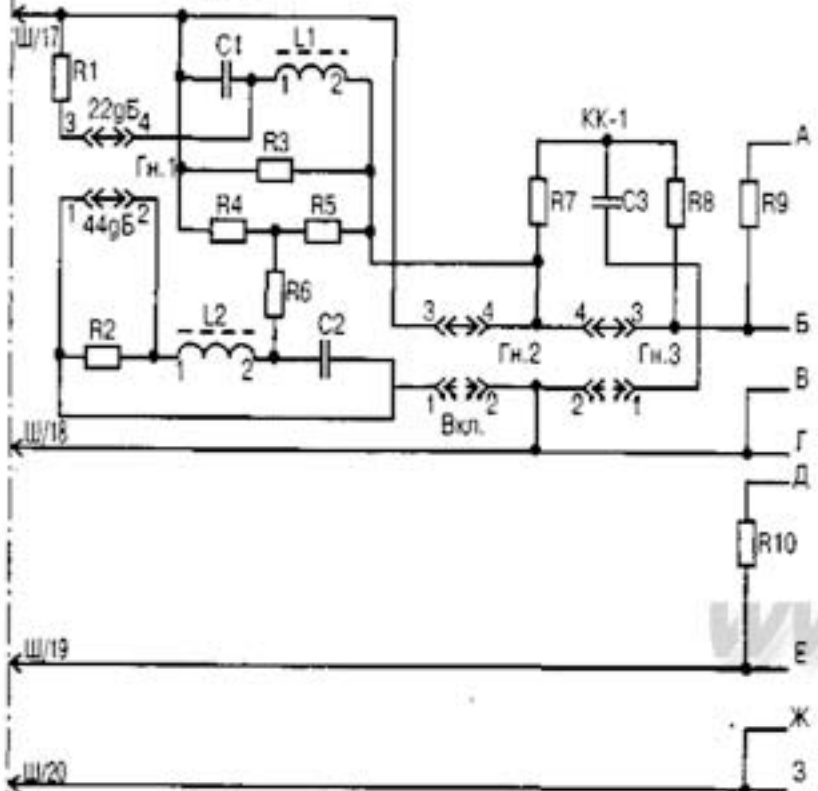 Ш/17
C1
L1
1 2
R1
3 22дБ 4
R3
Гн.1
КК-1
А
R7
C3
R8
R9
1 44дБ 2
R4
R5
R6
R2
L2
1 2
C2
3 4
Гн.2
4 3
Гн.3
Б
1 2
Вкл.
2 1
В
Ш/18
Г
Д
R10
Ш/19
Е
Ж
Ш/20
З